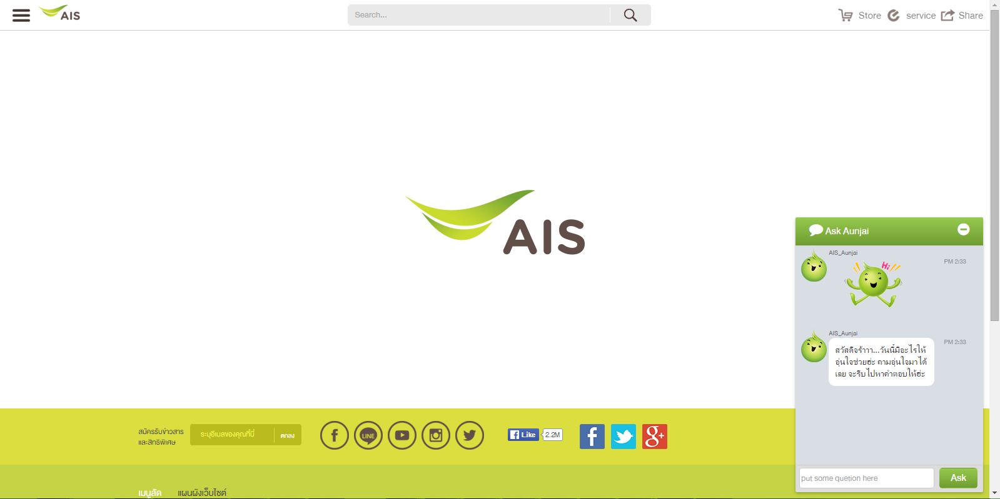 AIS
Search...
Store
service
Share
AIS
Ask Aunjai
AIS_Aunjai
PM 2:33
Hi
AIS_Aunjai
PM 2:33
สวัสดีจร้าาา...วันนี้มีอะไรให้
อุ่นใจช่วยฮ่ะ ถามอุ่นใจมาได้
เลย จะรีบไปหาคำตอบให้ฮ่ะ
สมัครรับข่าวสาร
และสิทธิพิเศษ
ระบุอีเมลของคุณที่นี่
ตกลง
f
LINE
f Like
2.2M
f
g+
put some quetion here
Ask
เมนูลัด
แผนผังเว็บไซต์